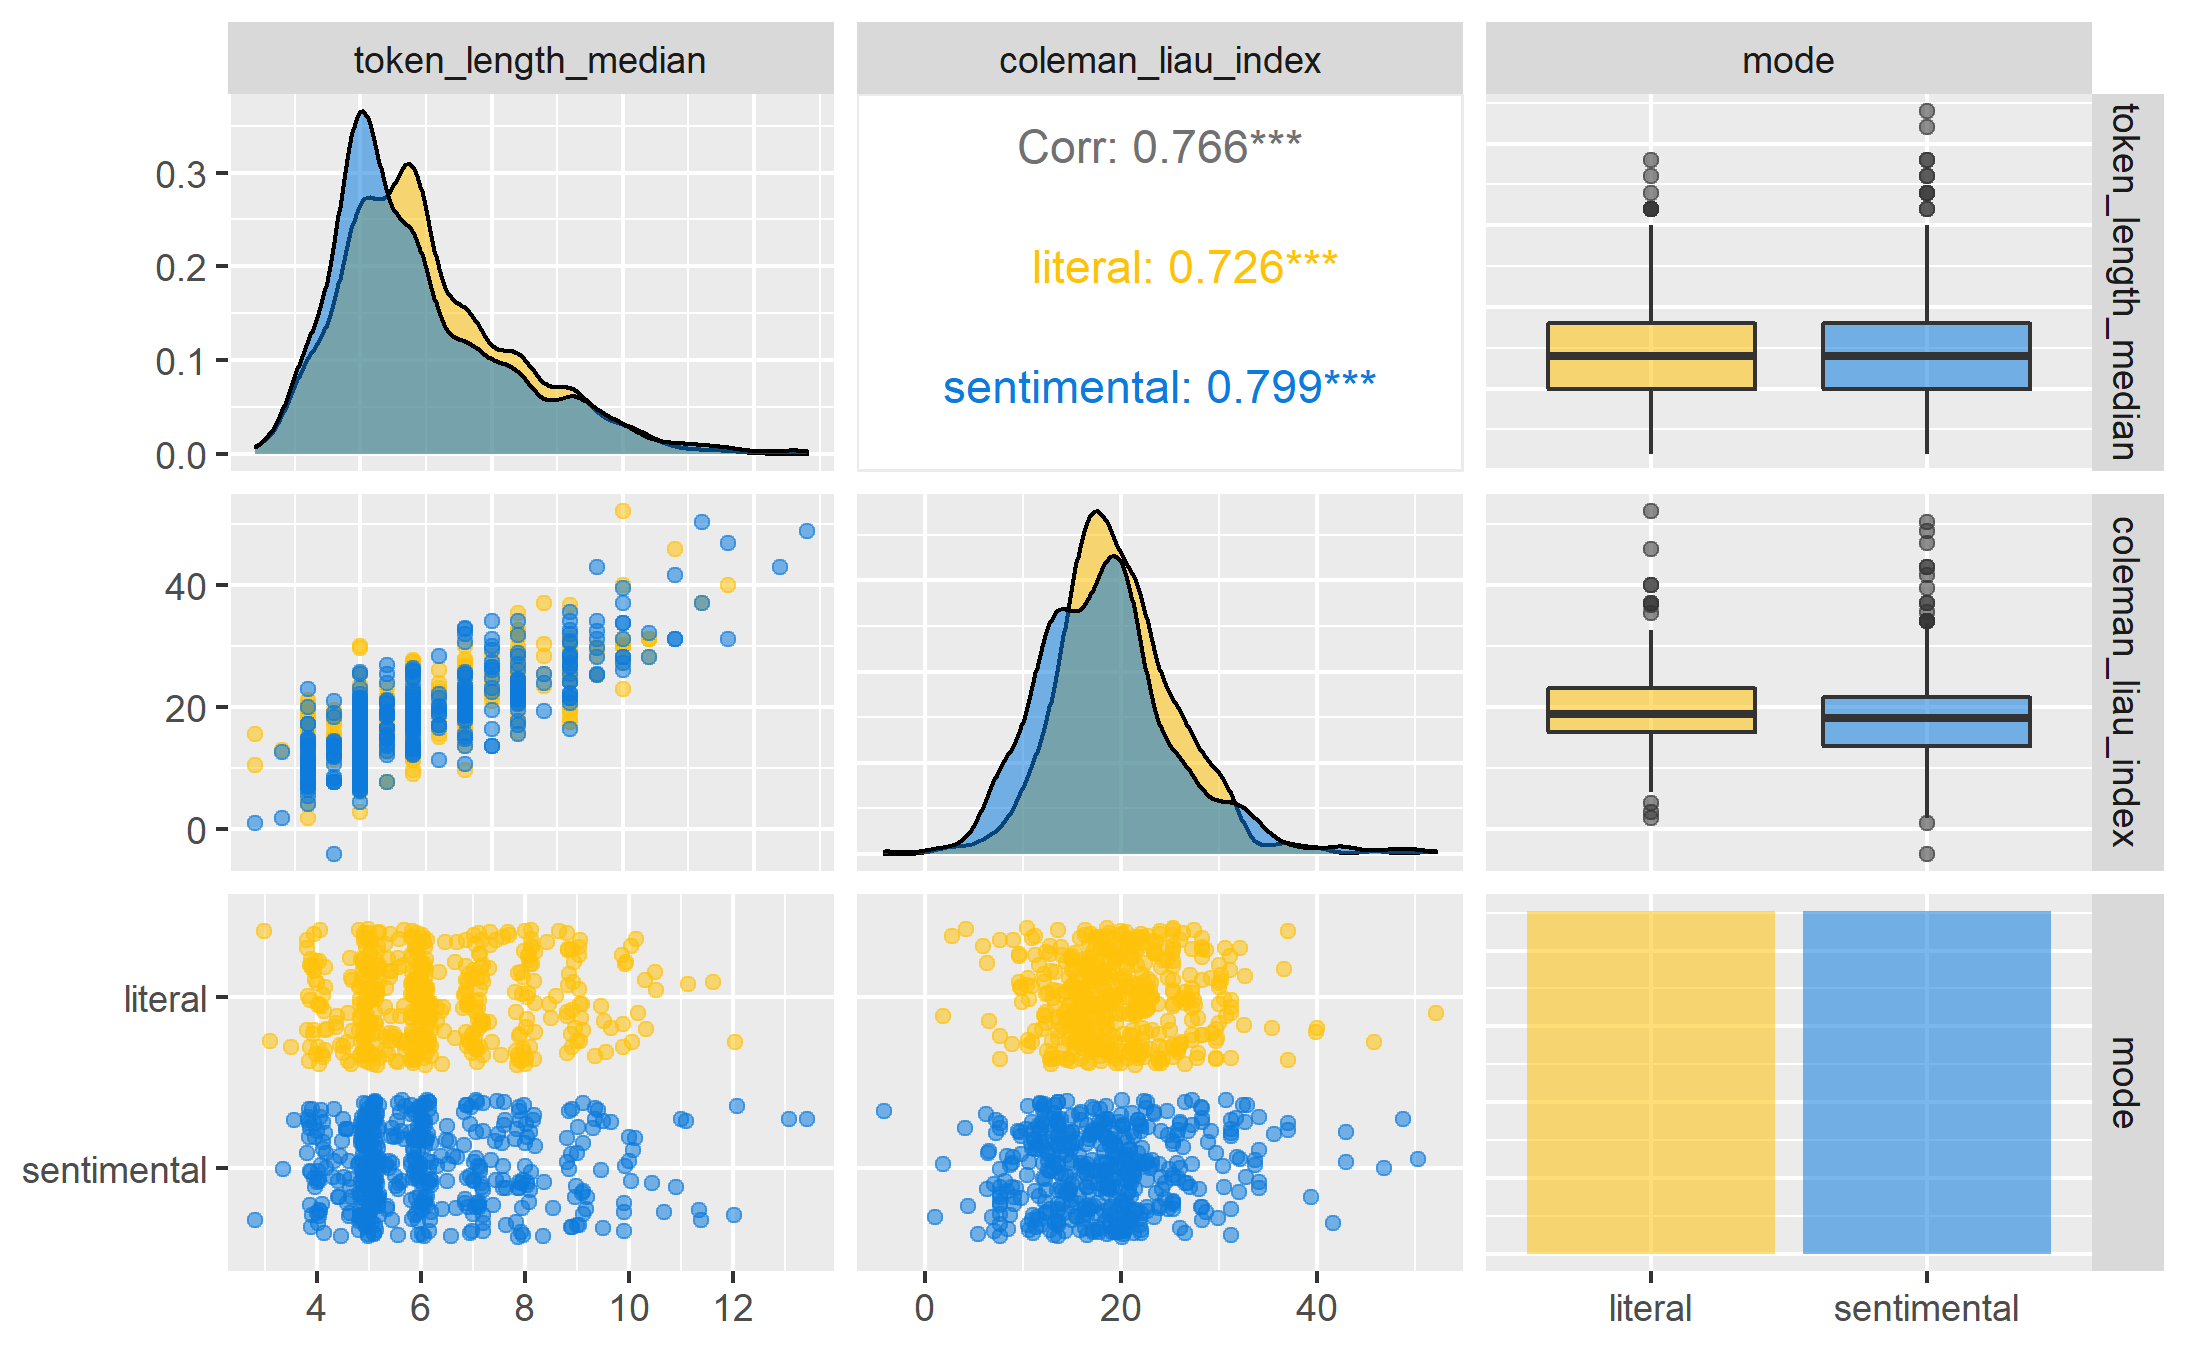 token_length_median
coleman_liau_index
mode
0.3
0.2
0.1
0.0
Corr: 0.766***
literal: 0.726***
sentimental: 0.799***
token_length_median
40
20
0
coleman_liau_index
literal
sentimental
mode
4
6
8
10
12
0
20
40
literal
sentimental